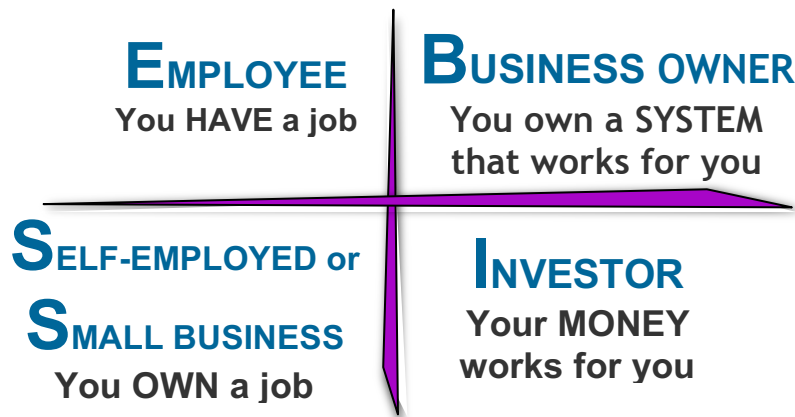 EMPLOYEE
You HAVE a job
BUSINESS OWNER
You own a SYSTEM
that works for you
SELF-EMPLOYED or
SMALL BUSINESS
You OWN a job
INVESTOR
Your MONEY
works for you